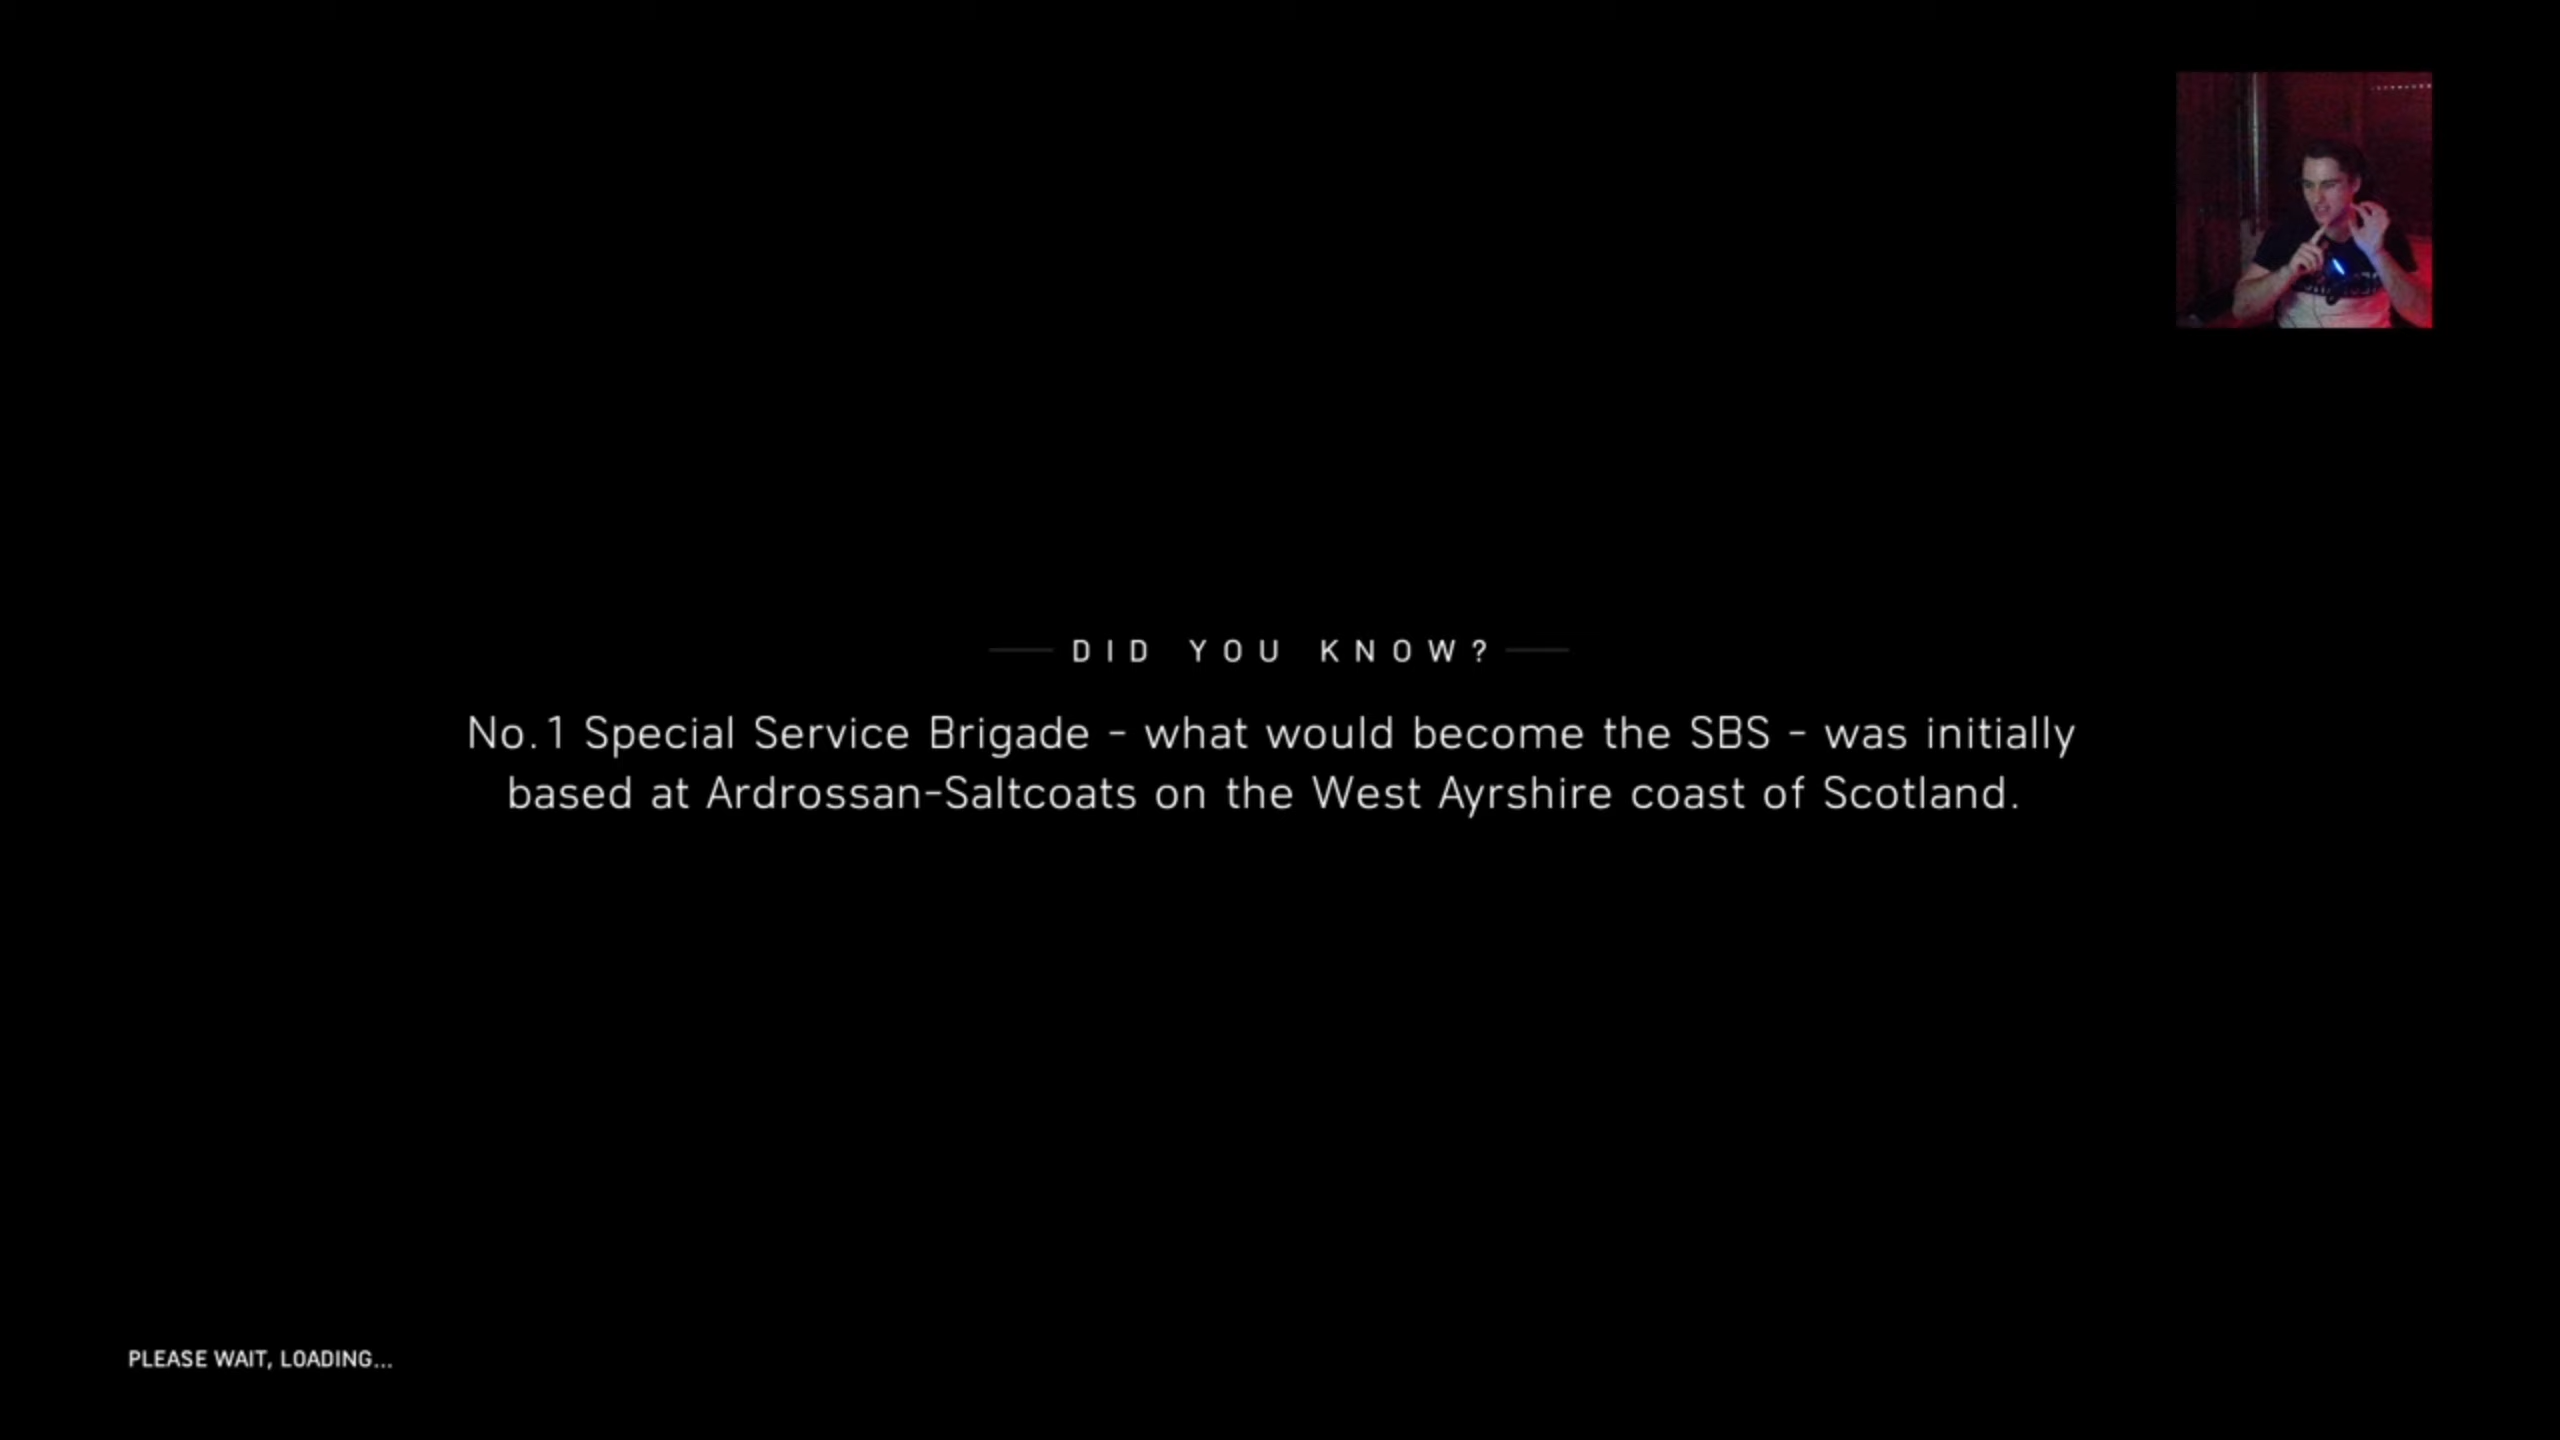 DID YOU KNOW?
No.1 Special Service Brigade - what would become the SBS - was initially
based at Ardrossan-Saltcoats on the West Ayrshire coast of Scotland.
PLEASE WAIT, LOADING...